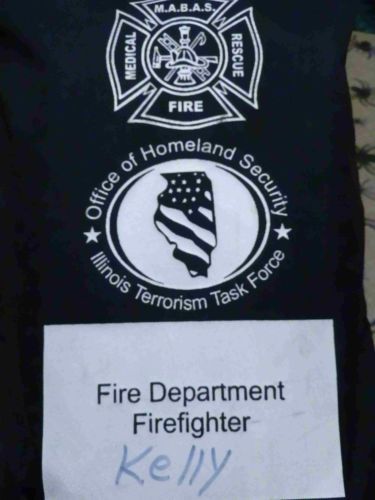 M.A.B.A.S.
MEDICAL
RESCUE
FIRE
Office of Homeland Security
Illinois Terrorism Task Force
Fire Department
Firefighter
Kelly